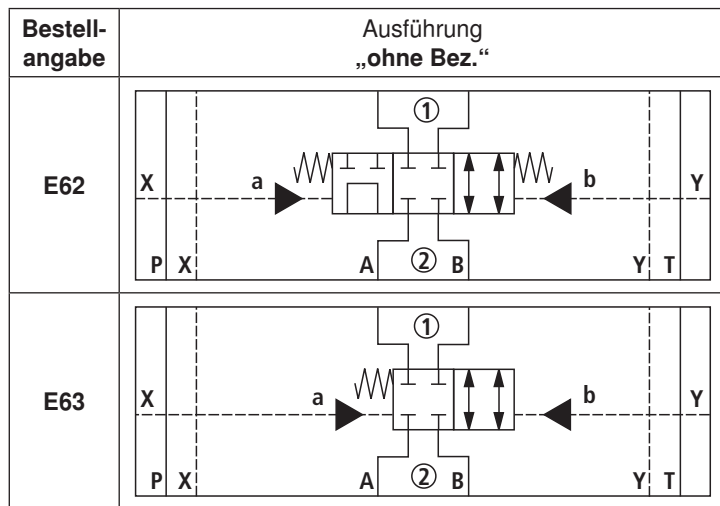 Bestell-
angabe
Ausführung
„ohne Bez.“
E62
①
X a b Y
P X A ② B Y T
E63
①
X a b Y
P X A ② B Y T